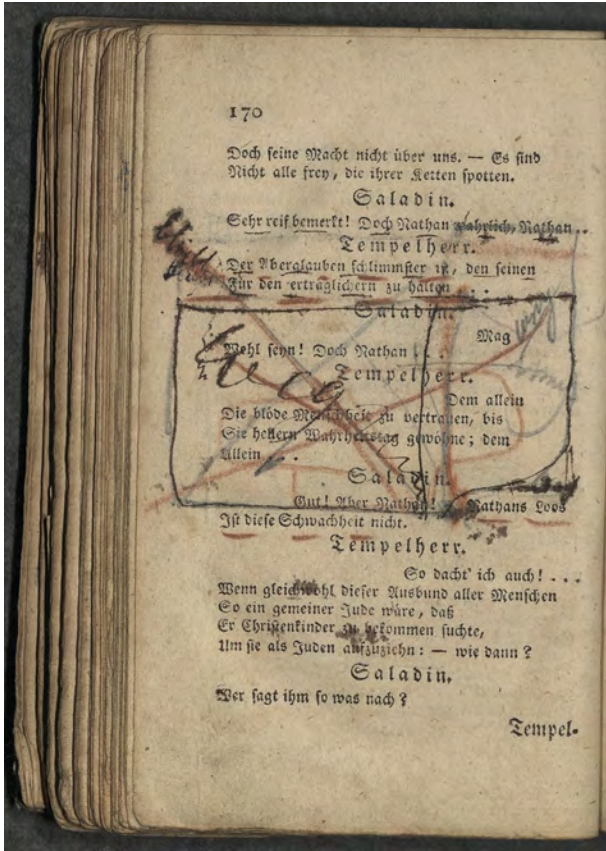 170
Doch seine Macht nicht über uns. — Es sind
Nicht alle frey, die ihrer Ketten spotten.
Saladin.
Sehr reif bemerkt! Doch Nathan wahrlich, Nathan..
Tempelherr.
Der Aberglauben schlimmster ist, den seinen
Für den erträglichern zu halten . . .
Saladin.
Mag
Wohl seyn! Doch Nathan . . .
Tempelherr.
Dem allein
Die blöde Menschheit zu vertrauen, bis
Sie hellern Wahrheitstag gewöhne; dem
Allein . . .
Saladin.
Gut! Aber Nathan! Nathans Loos
Ist diese Schwachheit nicht.
Tempelherr.
So dacht' ich auch! . . .
Wenn gleichwohl dieser Ausbund aller Menschen
So ein gemeiner Jude wäre, daß
Er Christenkinder zu bekommen suchte,
Um sie als Juden aufzuziehn: — wie dann?
Saladin.
Wer sagt ihm so was nach?
Tempel-